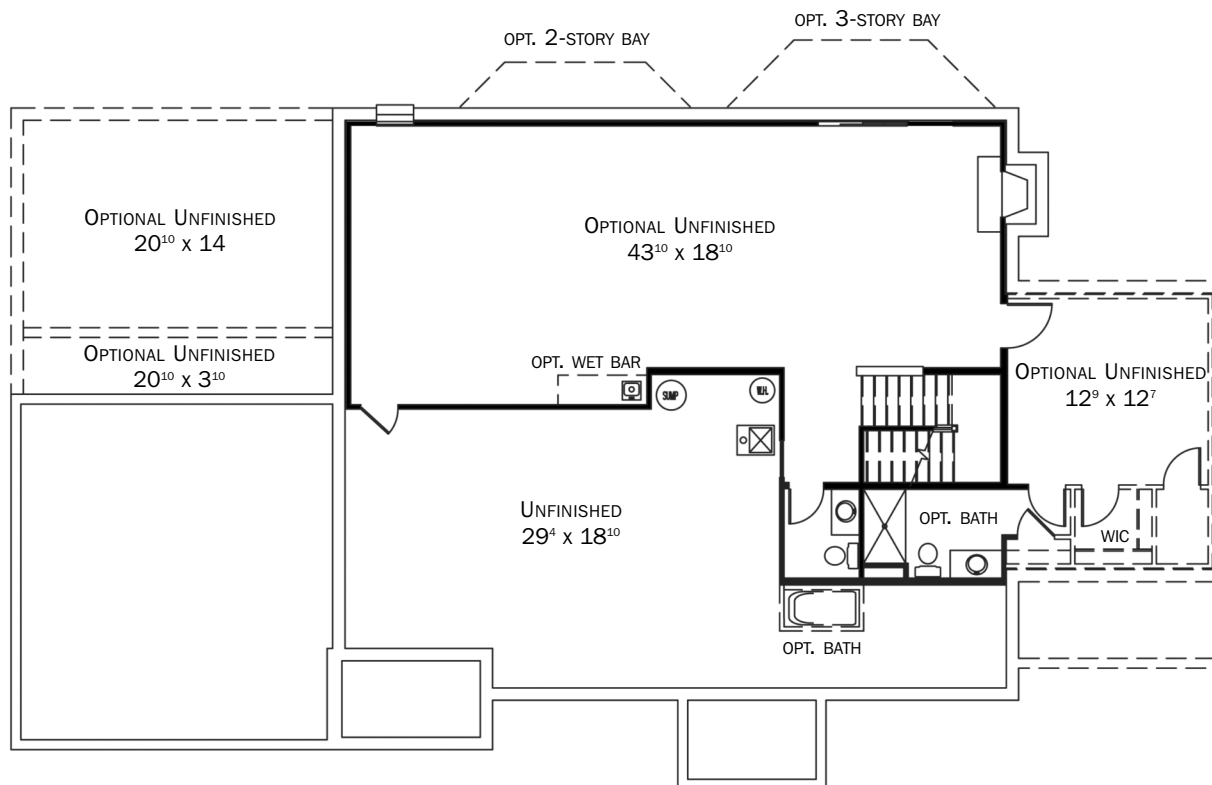 OPT. 2-STORY BAY
OPT. 3-STORY BAY
OPTIONAL UNFINISHED
20¹⁰ x 14
OPTIONAL UNFINISHED
43¹⁰ x 18¹⁰
OPTIONAL UNFINISHED
20¹⁰ x 3¹⁰
OPT. WET BAR
SUMP
W.H.
OPTIONAL UNFINISHED
12⁹ x 12⁷
UNFINISHED
29⁴ x 18¹⁰
OPT. BATH
WIC
OPT. BATH